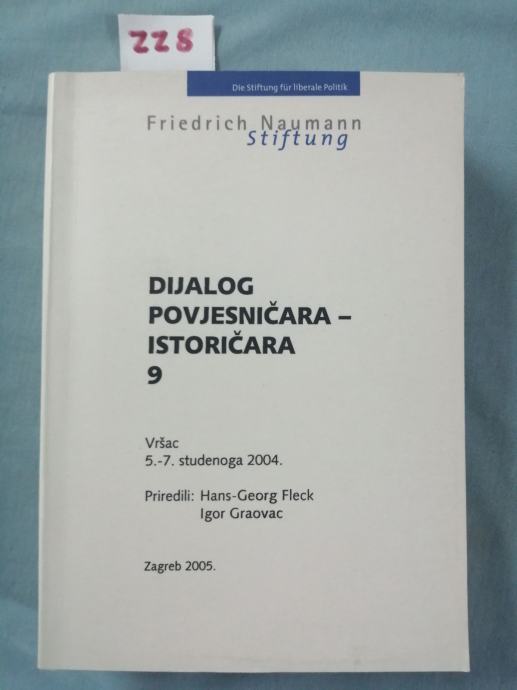 228
Die Stiftung für liberale Politik
Friedrich Naumann
Stiftung
DIJALOG
POVJESNIČARA –
ISTORIČARA
9
Vršac
5.-7. studenoga 2004.
Priredili: Hans-Georg Fleck
Igor Graovac
Zagreb 2005.